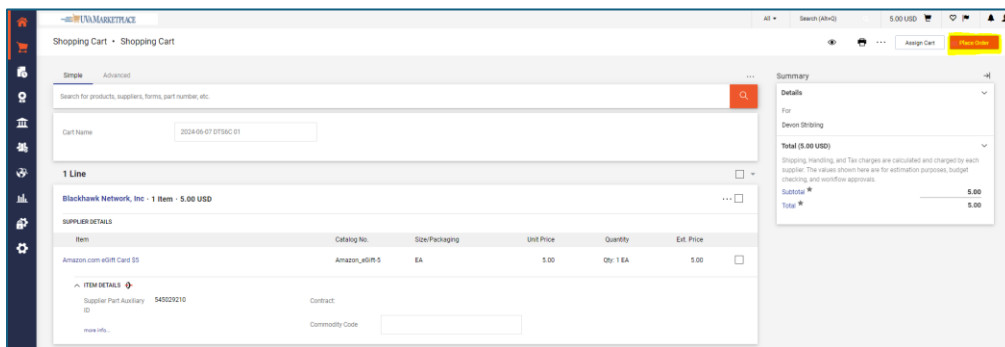 UVAMARKETPLACE
All
Search (Alt+Q)
5.00 USD
Shopping Cart • Shopping Cart
Assign Cart
Place Order
Simple
Advanced
...
Summary
Search for products, suppliers, forms, part number, etc.
Details
For
Devon Stribling
Cart Name
2024-06-07 DTS6C 01
Total (5.00 USD)
Shipping, Handling, and Tax charges are calculated and charged by each
supplier. The values shown here are for estimation purposes, budget
checking, and workflow approvals.
Subtotal 5.00
Total 5.00
1 Line
Blackhawk Network, Inc · 1 Item · 5.00 USD
...
SUPPLIER DETAILS
Item Catalog No. Size/Packaging Unit Price Quantity Ext. Price
Amazon.com eGift Card $5 Amazon_eGift-5 EA 5.00 Qty: 1 EA 5.00
ITEM DETAILS
Supplier Part Auxiliary 545029210
ID
Contract:
more info...
Commodity Code